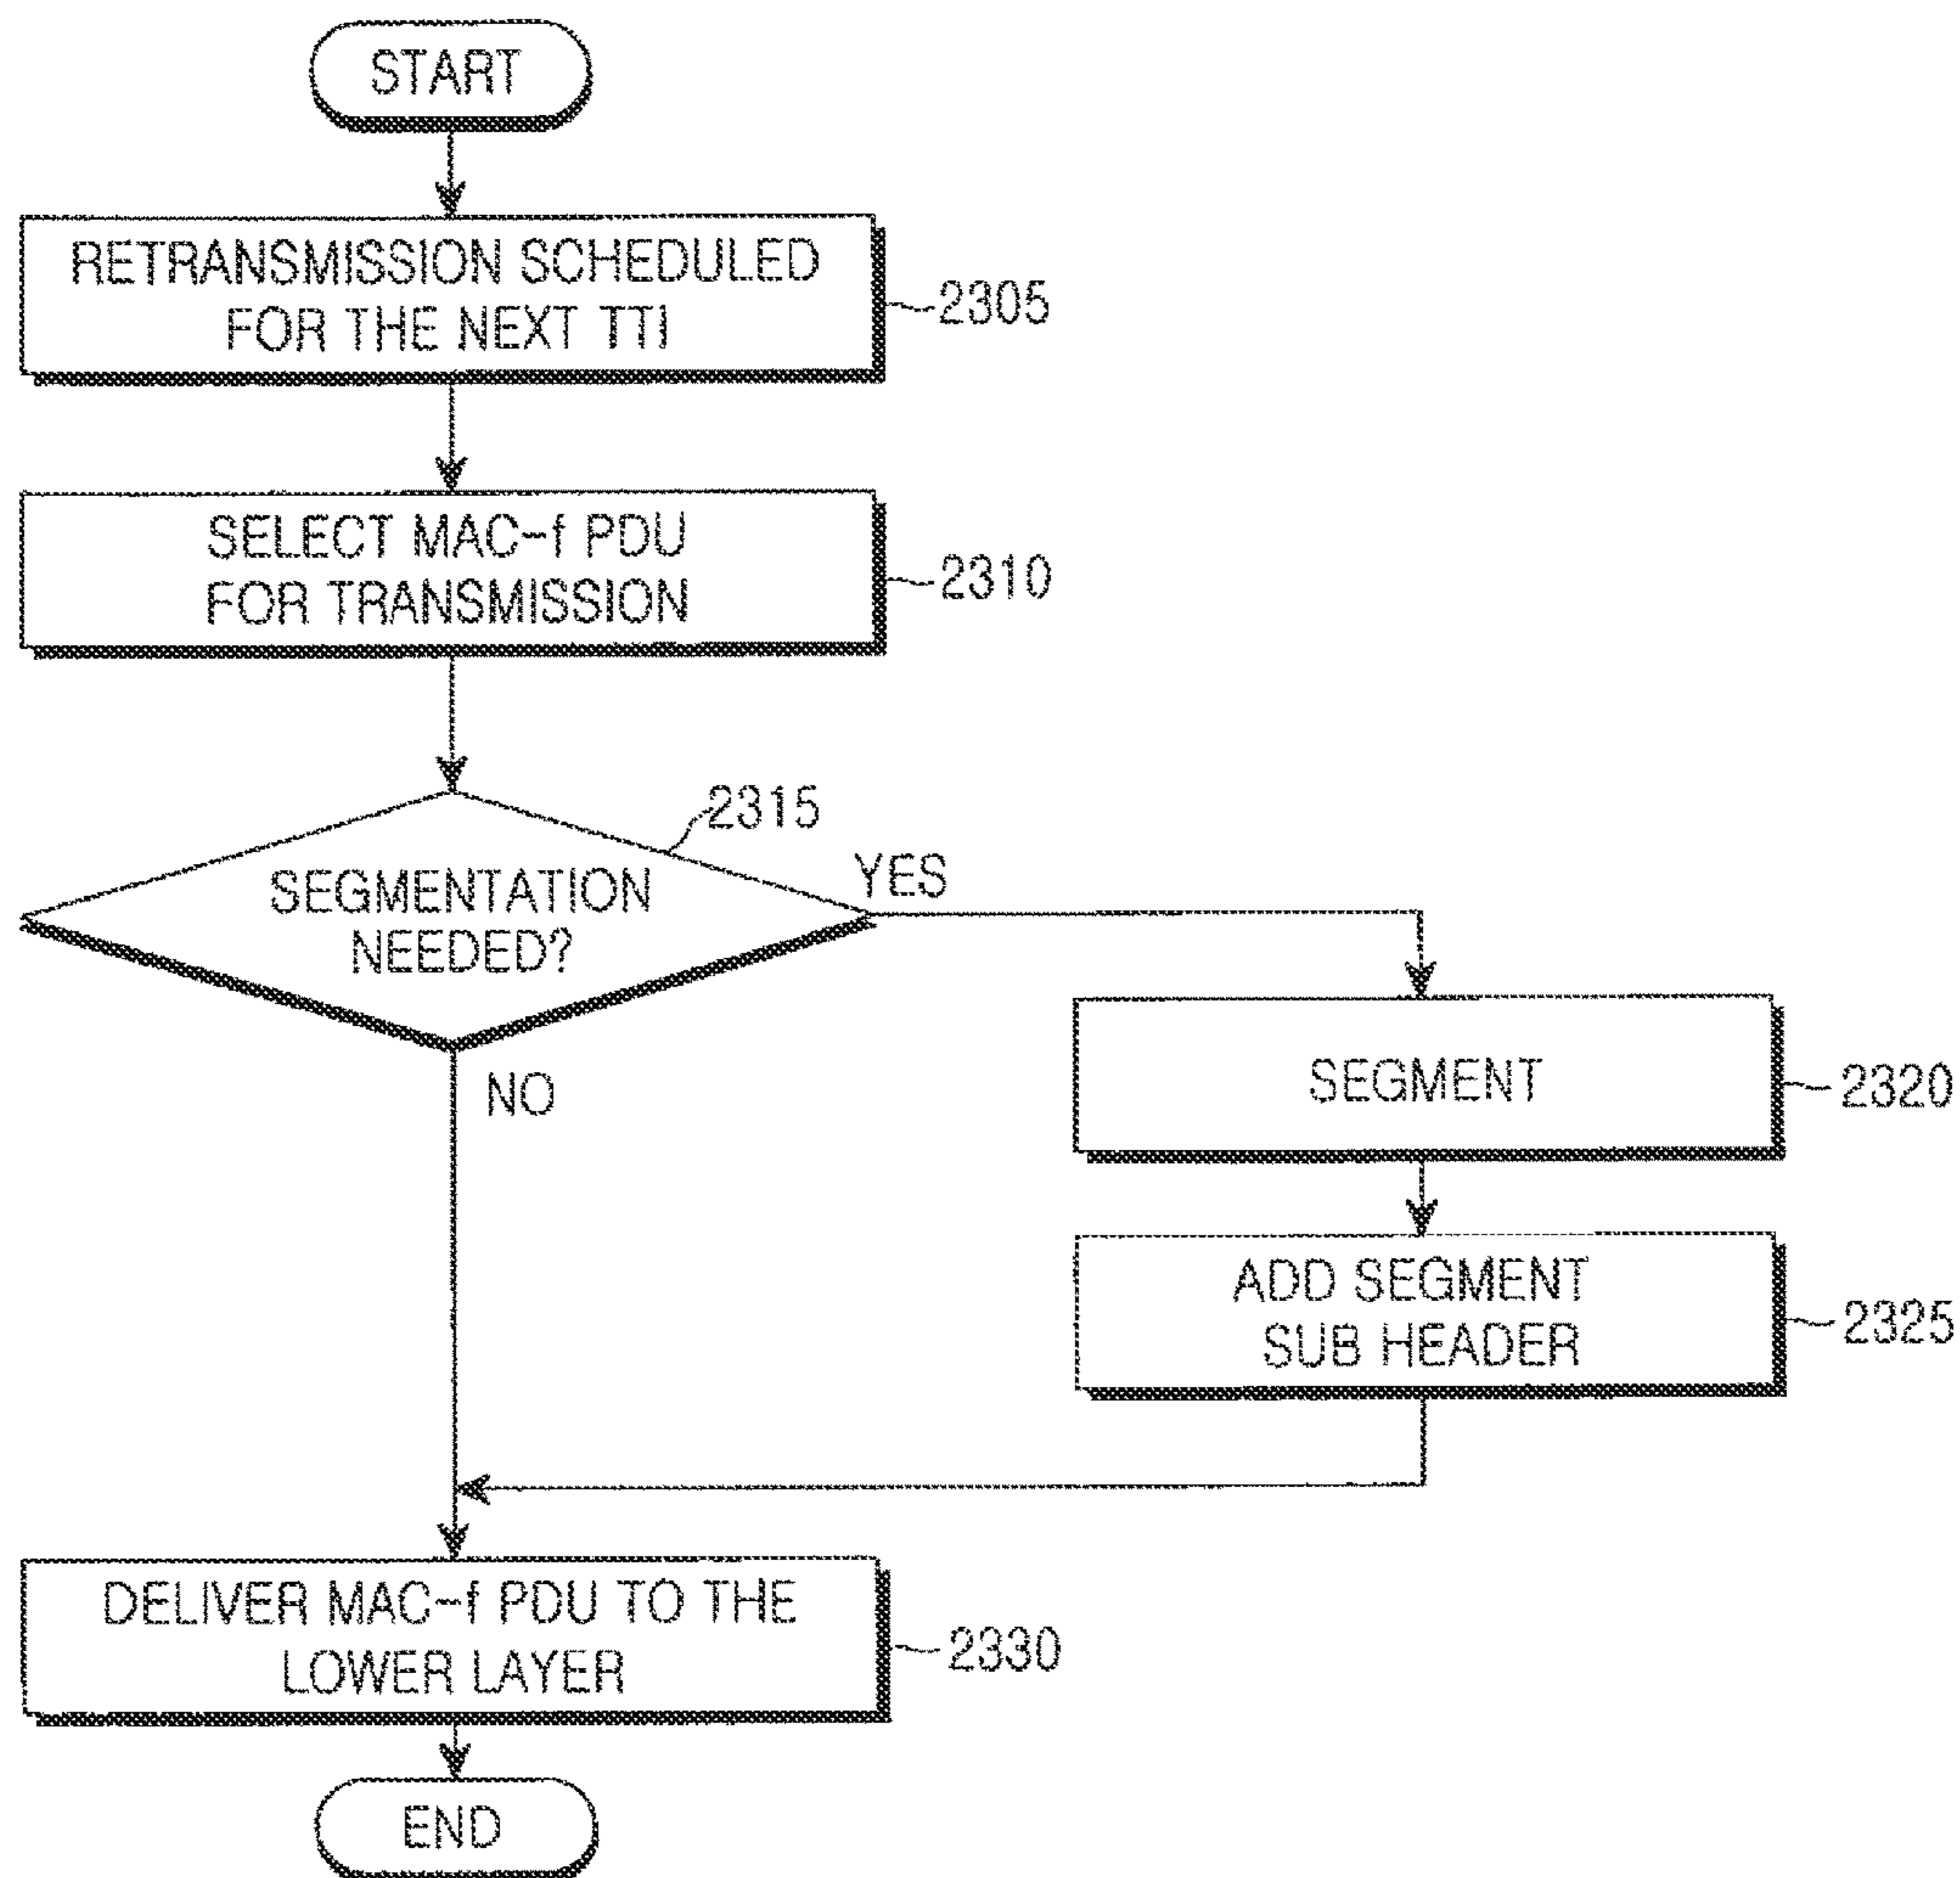 START
RETRANSMISSION SCHEDULED
FOR THE NEXT TTI
2305
SELECT MAC-f PDU
FOR TRANSMISSION
2310
2315
SEGMENTATION
NEEDED?
YES
NO
SEGMENT
2320
ADD SEGMENT
SUB HEADER
2325
DELIVER MAC-f PDU TO THE
LOWER LAYER
2330
END